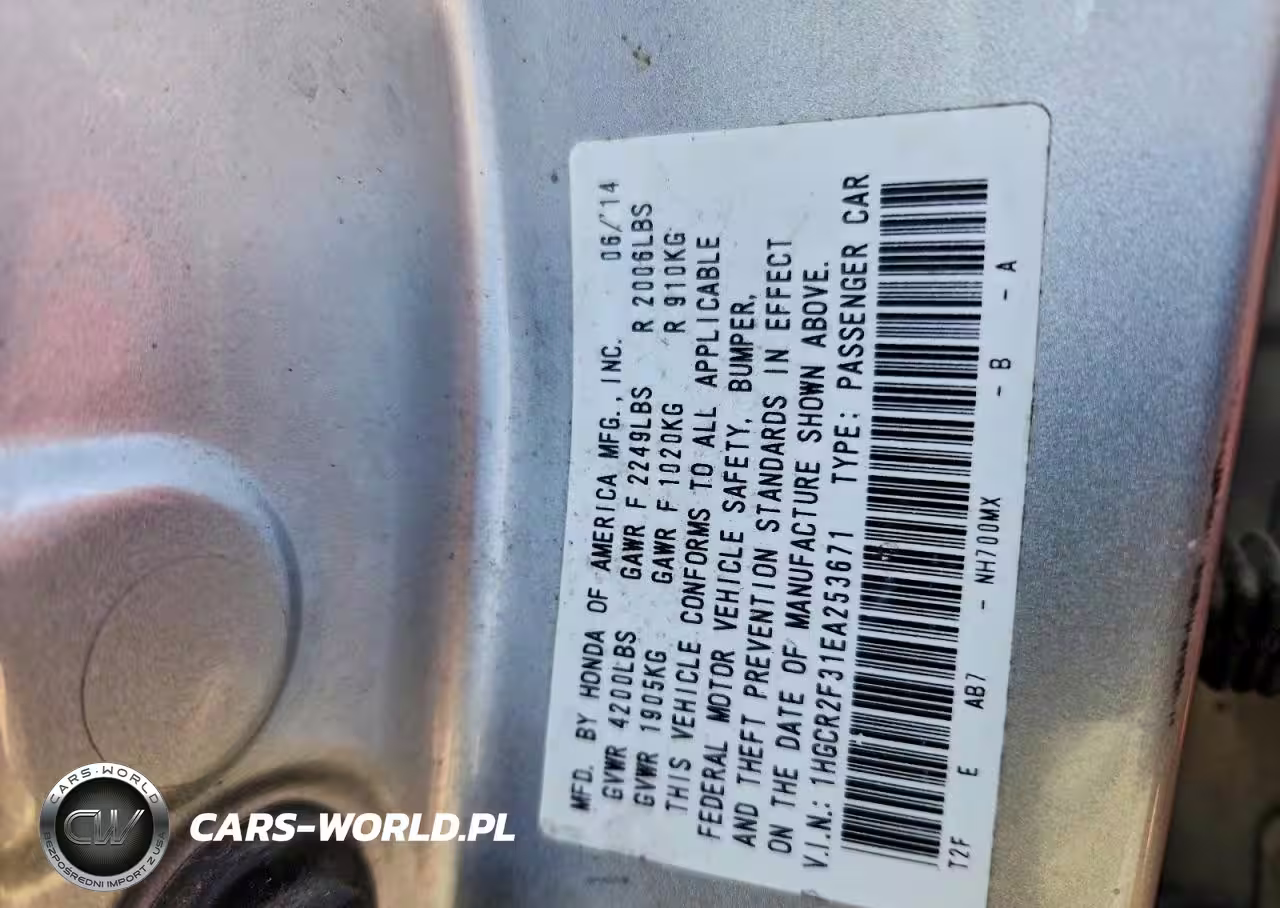 MFD. BY HONDA OF AMERICA MFG., INC. 06/'14
GVWR 4200LBS GAWR F 2249LBS R 2006LBS
GVWR 1905KG GAWR F 1020KG R 910KG
THIS VEHICLE CONFORMS TO ALL APPLICABLE
FEDERAL MOTOR VEHICLE SAFETY, BUMPER,
AND THEFT PREVENTION STANDARDS IN EFFECT
ON THE DATE OF MANUFACTURE SHOWN ABOVE.
V.I.N.: 1HGCR2F31EA253671 TYPE: PASSENGER CAR
T2F E AB7 - NH700MX - B - A
CARS-WORLD
CW
BEZPOŚREDNI IMPORT Z USA
CARS-WORLD.PL